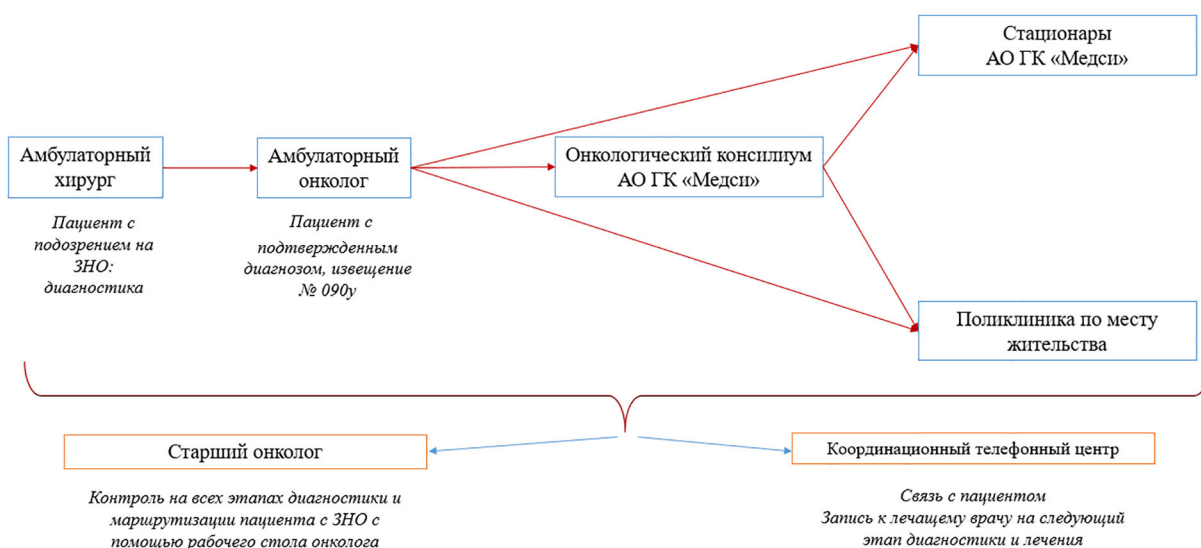 Стационары
АО ГК «Медси»
Амбулаторный
хирург
Амбулаторный
онколог
Онкологический консилиум
АО ГК «Медси»
Пациент с
подозрением на
ЗНО:
диагностика
Пациент с
подтвержденным
диагнозом, извещение
№ 090у
Поликлиника по месту
жительства
Старший онколог
Координационный телефонный центр
Контроль на всех этапах диагностики и
маршрутизации пациента с ЗНО с
помощью рабочего стола онколога
Связь с пациентом
Запись к лечащему врачу на следующий
этап диагностики и лечения